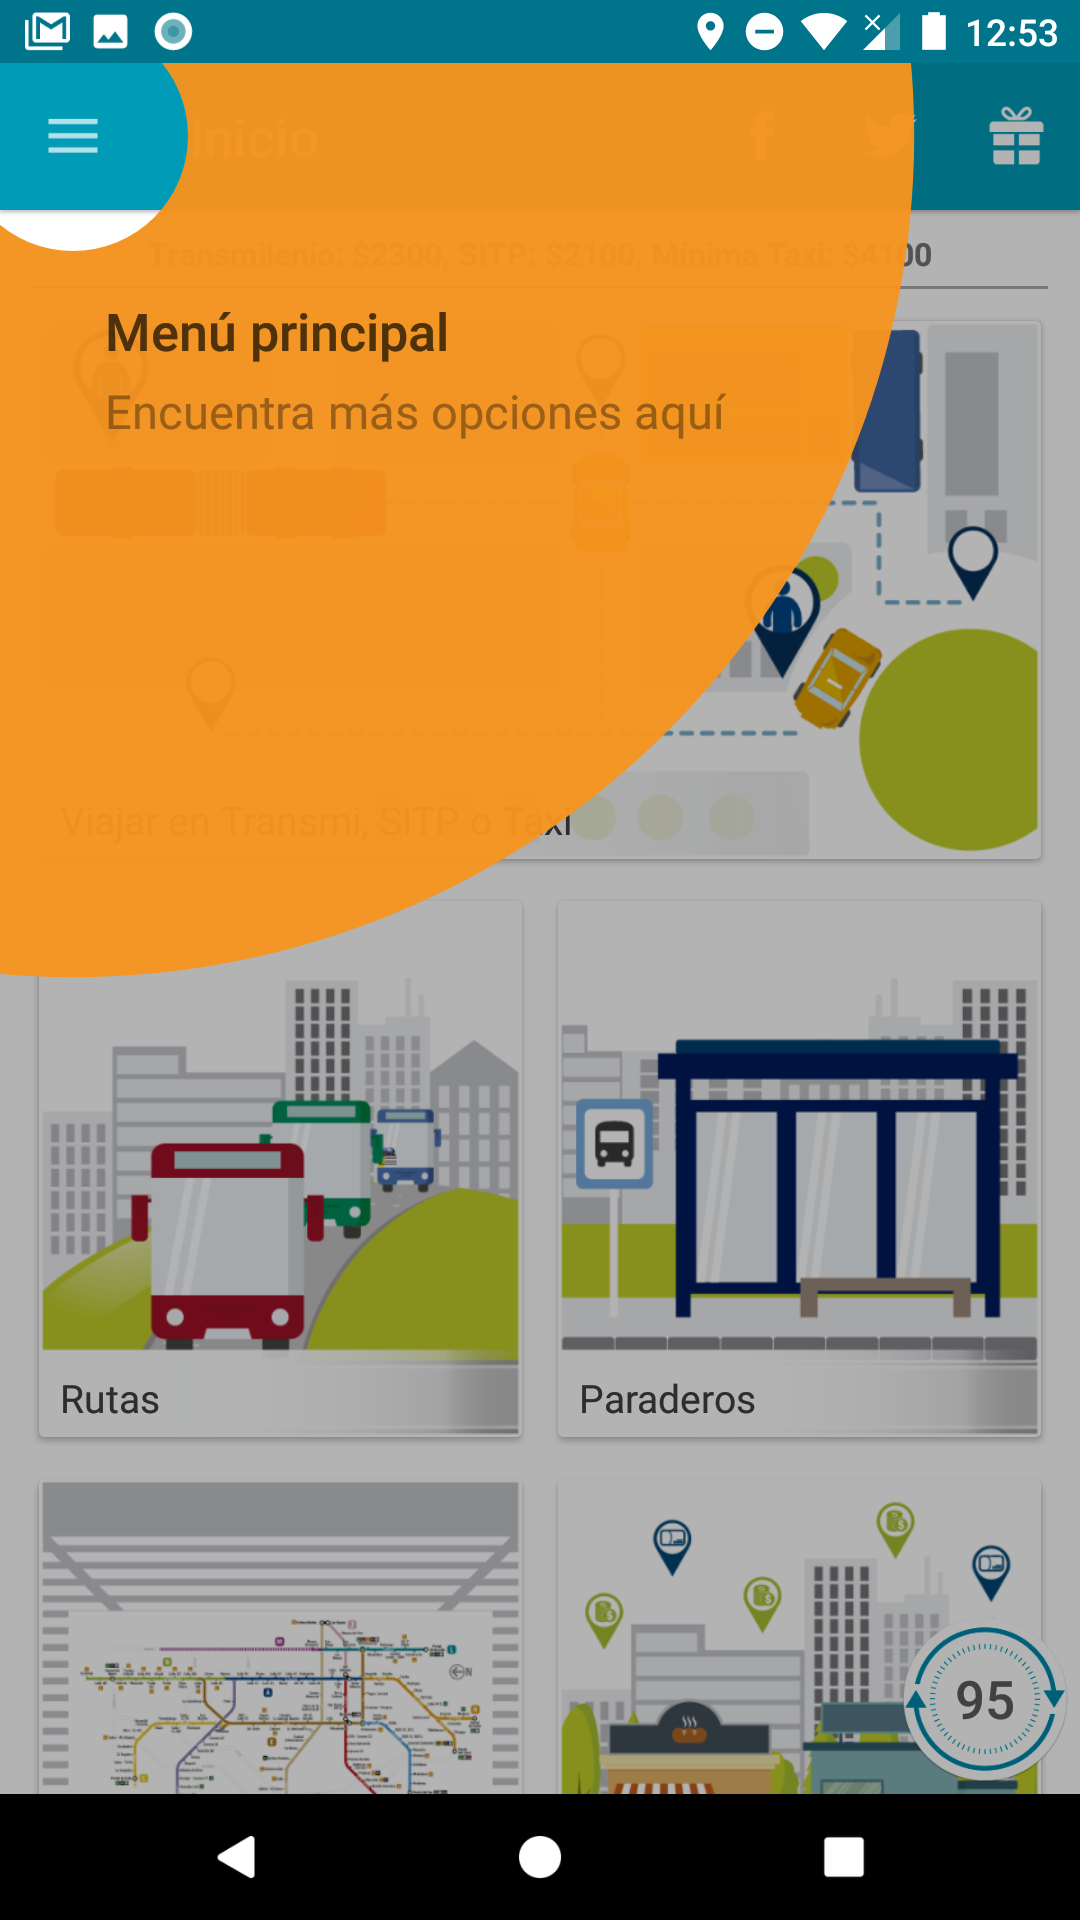 12:53
Inicio
Transmilenio: $2300, SITP: $2100, Mínima Taxi: $4100
Menú principal
Encuentra más opciones aquí
Viajar en Transmi, SITP o Taxi
Rutas
Paraderos
95